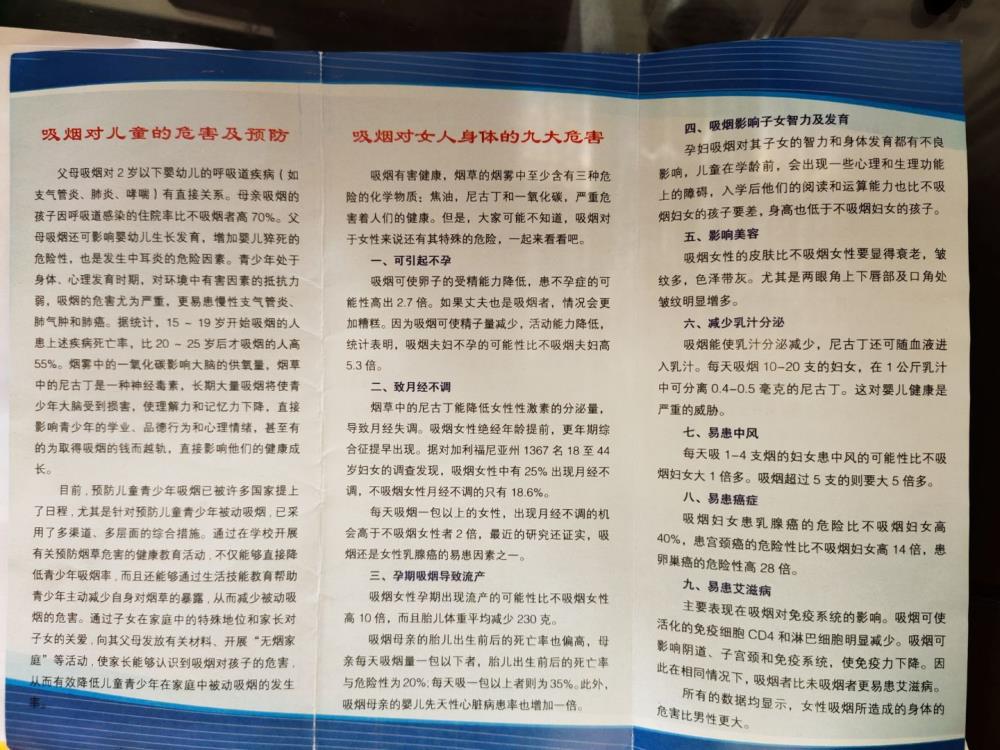 吸烟对儿童的危害及预防
父母吸烟对2岁以下婴幼儿的呼吸道疾病（如
支气管炎、肺炎、哮喘）有直接关系。母亲吸烟的
孩子因呼吸道感染的住院率比不吸烟者高70%。父
母吸烟还可影响婴幼儿生长发育，增加婴儿猝死的
危险性，也是发生中耳炎的危险因素。青少年处于
身体、心理发育时期，对环境中有害因素的抵抗力
弱，吸烟的危害尤为严重，更易患慢性支气管炎、
肺气肿和肺癌。据统计，15～19岁开始吸烟的人
患上述疾病死亡率，比20～25岁后才吸烟的人高
55%。烟雾中的一氧化碳影响大脑的供氧量，烟草
中的尼古丁是一种神经毒素，长期大量吸烟将使青
少年大脑受到损害，使理解力和记忆力下降，直接
影响青少年的学业、品德行为和心理情绪，甚至有
的为取得吸烟的钱而越轨，直接影响他们的健康成
长。
目前，预防儿童青少年吸烟已被许多国家提上
了日程，尤其是针对预防儿童青少年被动吸烟，已采
用了多渠道、多层面的综合措施。通过在学校开展
有关预防烟草危害的健康教育活动，不仅能够直接降
低青少年吸烟率，而且还能够通过生活技能教育帮助
青少年主动减少自身对烟草的暴露，从而减少被动吸
烟的危害。通过子女在家庭中的特殊地位和家长对
子女的关爱，向其父母发放有关材料、开展“无烟家
庭”等活动，使家长能够认识到吸烟对孩子的危害，
从而有效降低儿童青少年在家庭中被动吸烟的发生
率。
吸烟对女人身体的九大危害
吸烟有害健康，烟草的烟雾中至少含有三种危
险的化学物质：焦油，尼古丁和一氧化碳，严重危
害着人们的健康。但是，大家可能不知道，吸烟对
于女性来说还有其特殊的危险，一起来看看吧。
一、可引起不孕
吸烟可使卵子的受精能力降低，患不孕症的可
能性高出2.7倍。如果丈夫也是吸烟者，情况会更
加糟糕。因为吸烟可使精子量减少，活动能力降低，
统计表明，吸烟夫妇不孕的可能性比不吸烟夫妇高
5.3倍。
二、致月经不调
烟草中的尼古丁能降低女性性激素的分泌量，
导致月经失调。吸烟女性绝经年龄提前，更年期综
合征提早出现。据对加利福尼亚州1367名18至44
岁妇女的调查发现，吸烟女性中有25%出现月经不
调，不吸烟女性月经不调的只有18.6%。
每天吸烟一包以上的女性，出现月经不调的机
会高于不吸烟女性者2倍，最近的研究还证实，吸
烟还是女性乳腺癌的易患因素之一。
三、孕期吸烟导致流产
吸烟女性孕期出现流产的可能性比不吸烟女性
高10倍，而且胎儿体重平均减少230克。
吸烟母亲的胎儿出生前后的死亡率也偏高，母
亲每天吸烟量一包以下者，胎儿出生前后的死亡率
与危险性为20%；每天吸一包以上者则为35%。此外，
吸烟母亲的婴儿先天性心脏病患率也增加一倍。
四、吸烟影响子女智力及发育
孕妇吸烟对其子女的智力和身体发育都有不良
影响，儿童在学龄前，会出现一些心理和生理功能
上的障碍，入学后他们的阅读和运算能力也比不吸
烟妇女的孩子要差，身高也低于不吸烟妇女的孩子。
五、影响美容
吸烟女性的皮肤比不吸烟女性要显得衰老，皱
纹多，色泽带灰。尤其是两眼角上下唇部及口角处
皱纹明显增多。
六、减少乳汁分泌
吸烟能使乳汁分泌减少，尼古丁还可随血液进
入乳汁。每天吸烟10-20支的妇女，在1公斤乳汁
中可分离0.4-0.5毫克的尼古丁。这对婴儿健康是
严重的威胁。
七、易患中风
每天吸1-4支烟的妇女患中风的可能性比不吸
烟妇女大1倍多。吸烟超过5支的则要大5倍多。
八、易患癌症
吸烟妇女患乳腺癌的危险比不吸烟妇女高
40%，患宫颈癌的危险性比不吸烟妇女高14倍，患
卵巢癌的危险性高28倍。
九、易患艾滋病
主要表现在吸烟对免疫系统的影响。吸烟可使
活化的免疫细胞CD4和淋巴细胞明显减少。吸烟可
影响阴道、子宫颈和免疫系统，使免疫力下降。因
此在相同情况下，吸烟者比未吸烟者更易患艾滋病。
所有的数据均显示，女性吸烟所造成的身体的
危害比男性更大。